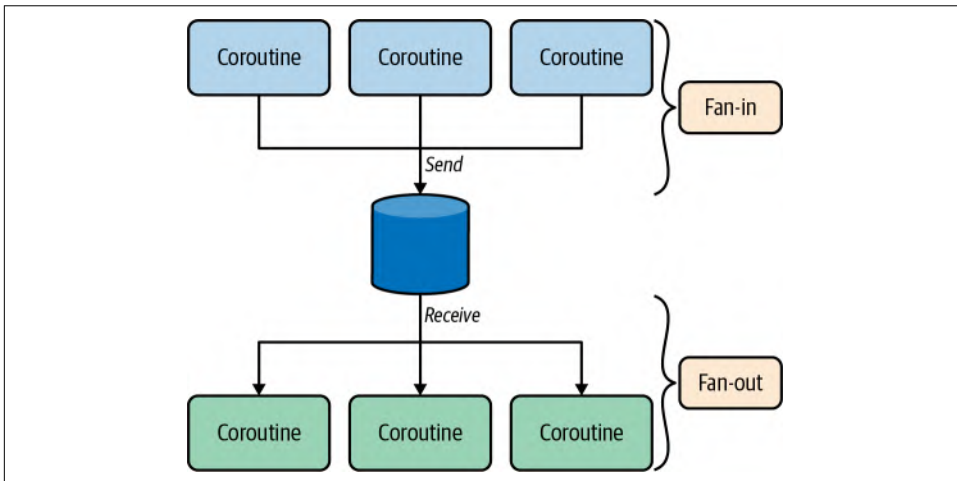 Coroutine
Coroutine
Coroutine
Fan-in
Send
Receive
Fan-out
Coroutine
Coroutine
Coroutine